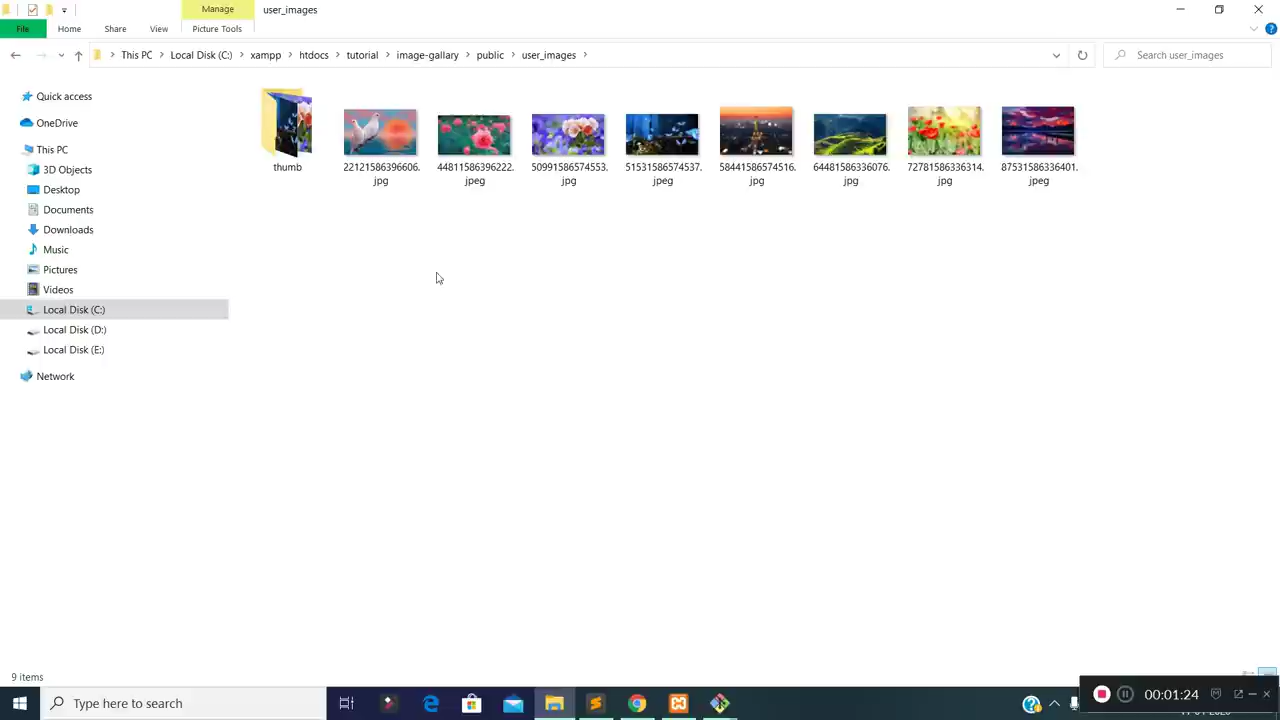 Manage
user_images
File
Home
Share
View
Picture Tools
This PC
Local Disk (C:)
xampp
htdocs
tutorial
image-gallary
public
user_images
Search user_images
Quick access
OneDrive
This PC
3D Objects
Desktop
Documents
Downloads
Music
Pictures
Videos
Local Disk (C:)
Local Disk (D:)
Local Disk (E:)
Network
thumb
22121586396606.
jpg
44811586396222.
jpeg
50991586574553.
jpg
51531586574537.
jpeg
58441586574516.
jpg
64481586336076.
jpg
72781586336314.
jpg
87531586336401.
jpeg
9 items
Type here to search
00:01:24